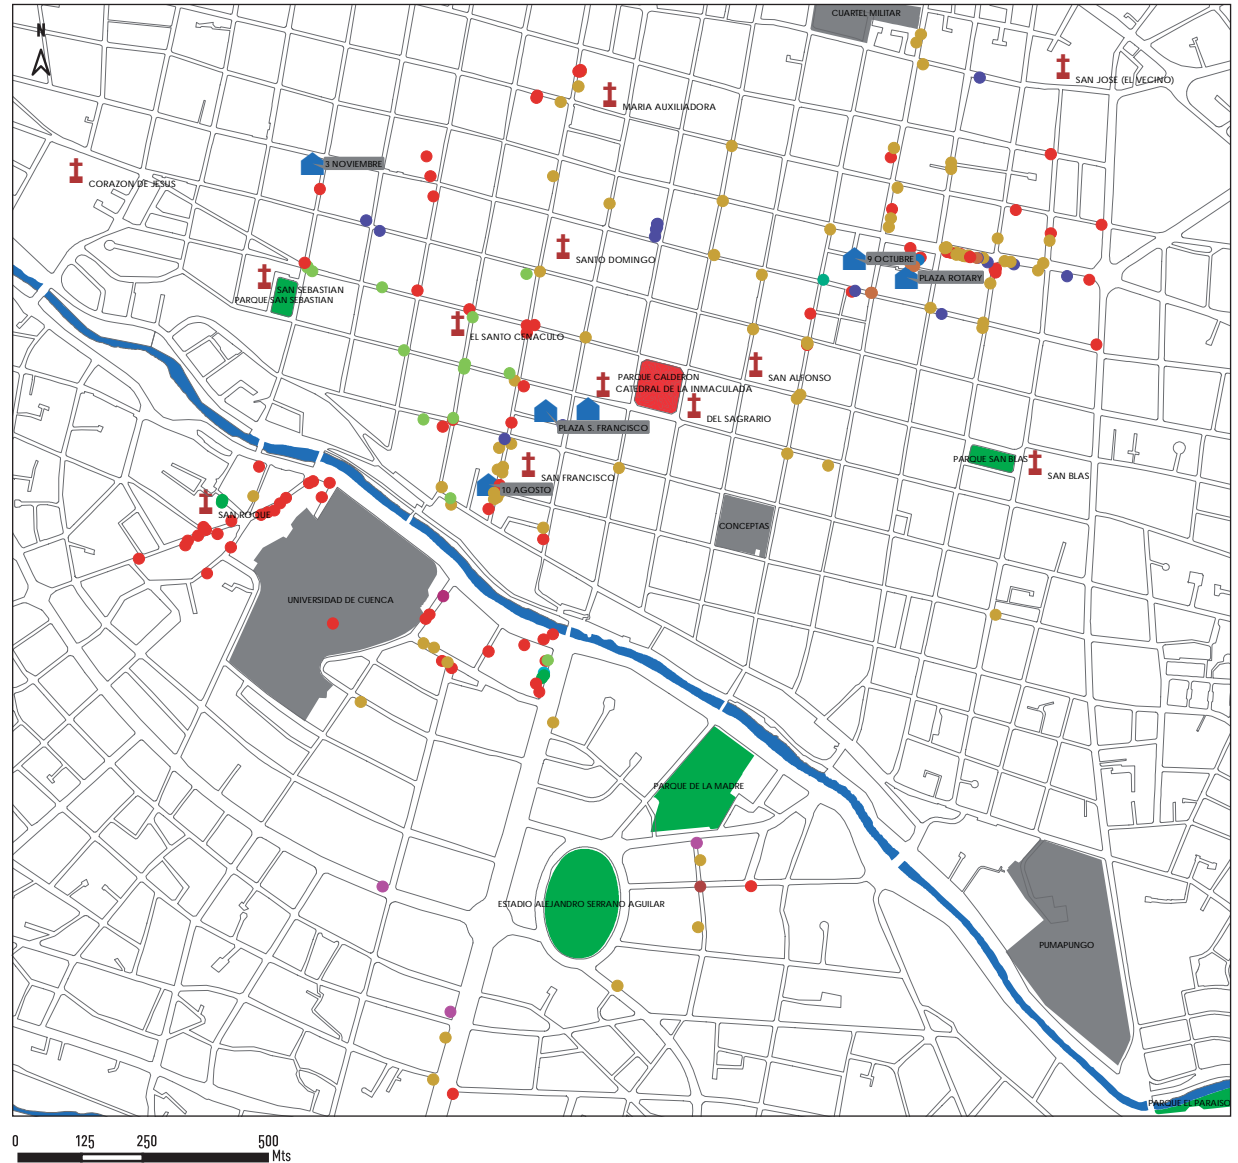 CUARTEL MILITAR
N
SAN JOSE (EL VECINO)
MARIA AUXILIADORA
3 NOVIEMBRE
CORAZON DE JESUS
SANTO DOMINGO
9 OCTUBRE
PLAZA ROTARY
SAN SEBASTIAN
PARQUE SAN SEBASTIAN
EL SANTO CENACULO
PARQUE CALDERON
SAN ALFONSO
CATEDRAL DE LA INMACULADA
DEL SAGRARIO
PLAZA S. FRANCISCO
PARQUE SAN BLAS
SAN BLAS
SAN FRANCISCO
10 AGOSTO
SAN ROQUE
CONCEPTAS
UNIVERSIDAD DE CUENCA
PARQUE DE LA MADRE
ESTADIO ALEJANDRO SERRANO AGUILAR
PUMAPUNGO
PARQUE EL PARAISO
0 125 250 500
Mts